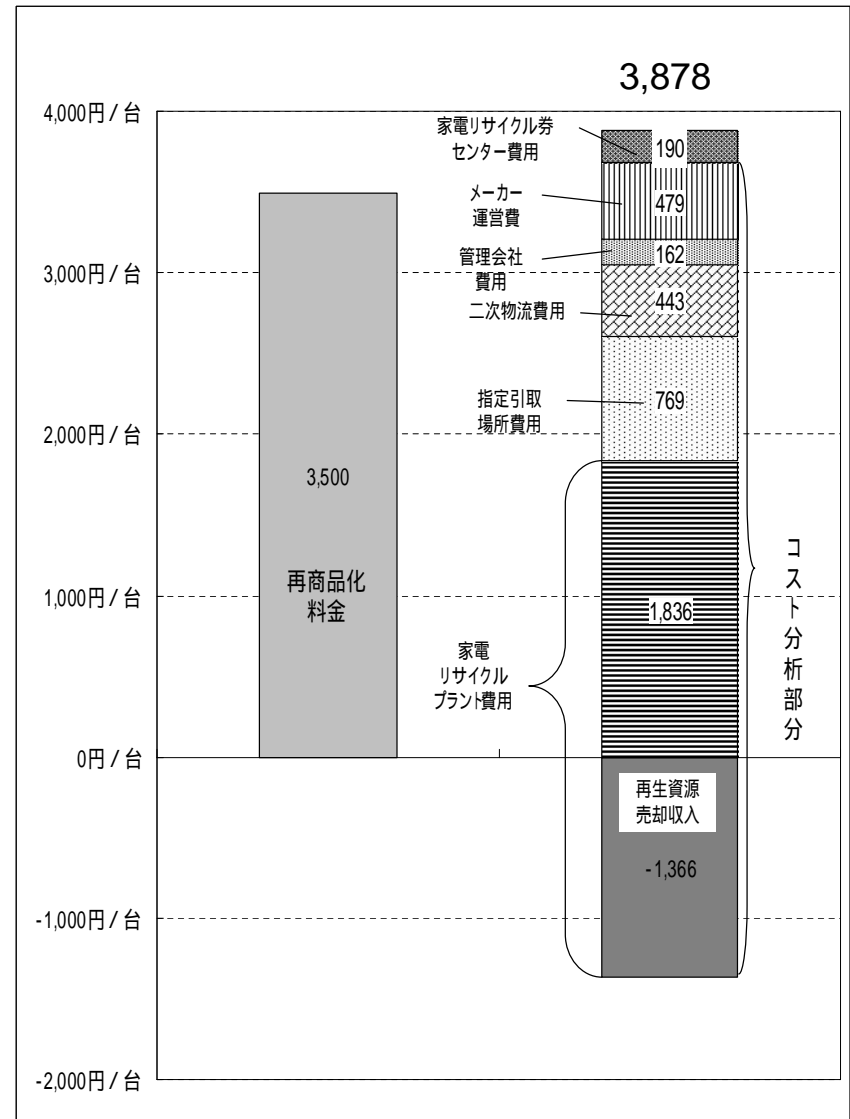 3,878
4,000円/台
家電リサイクル券
センター費用
190
メーカー
運営費
479
管理会社
費用
162
3,000円/台
二次物流費用
443
指定引取
場所費用
769
2,000円/台
3,500
再商品化
料金
1,000円/台
1,836
家電
リサイクル
プラント費用
コスト分析部分
0円/台
再生資源
売却収入
-1,366
-1,000円/台
-2,000円/台